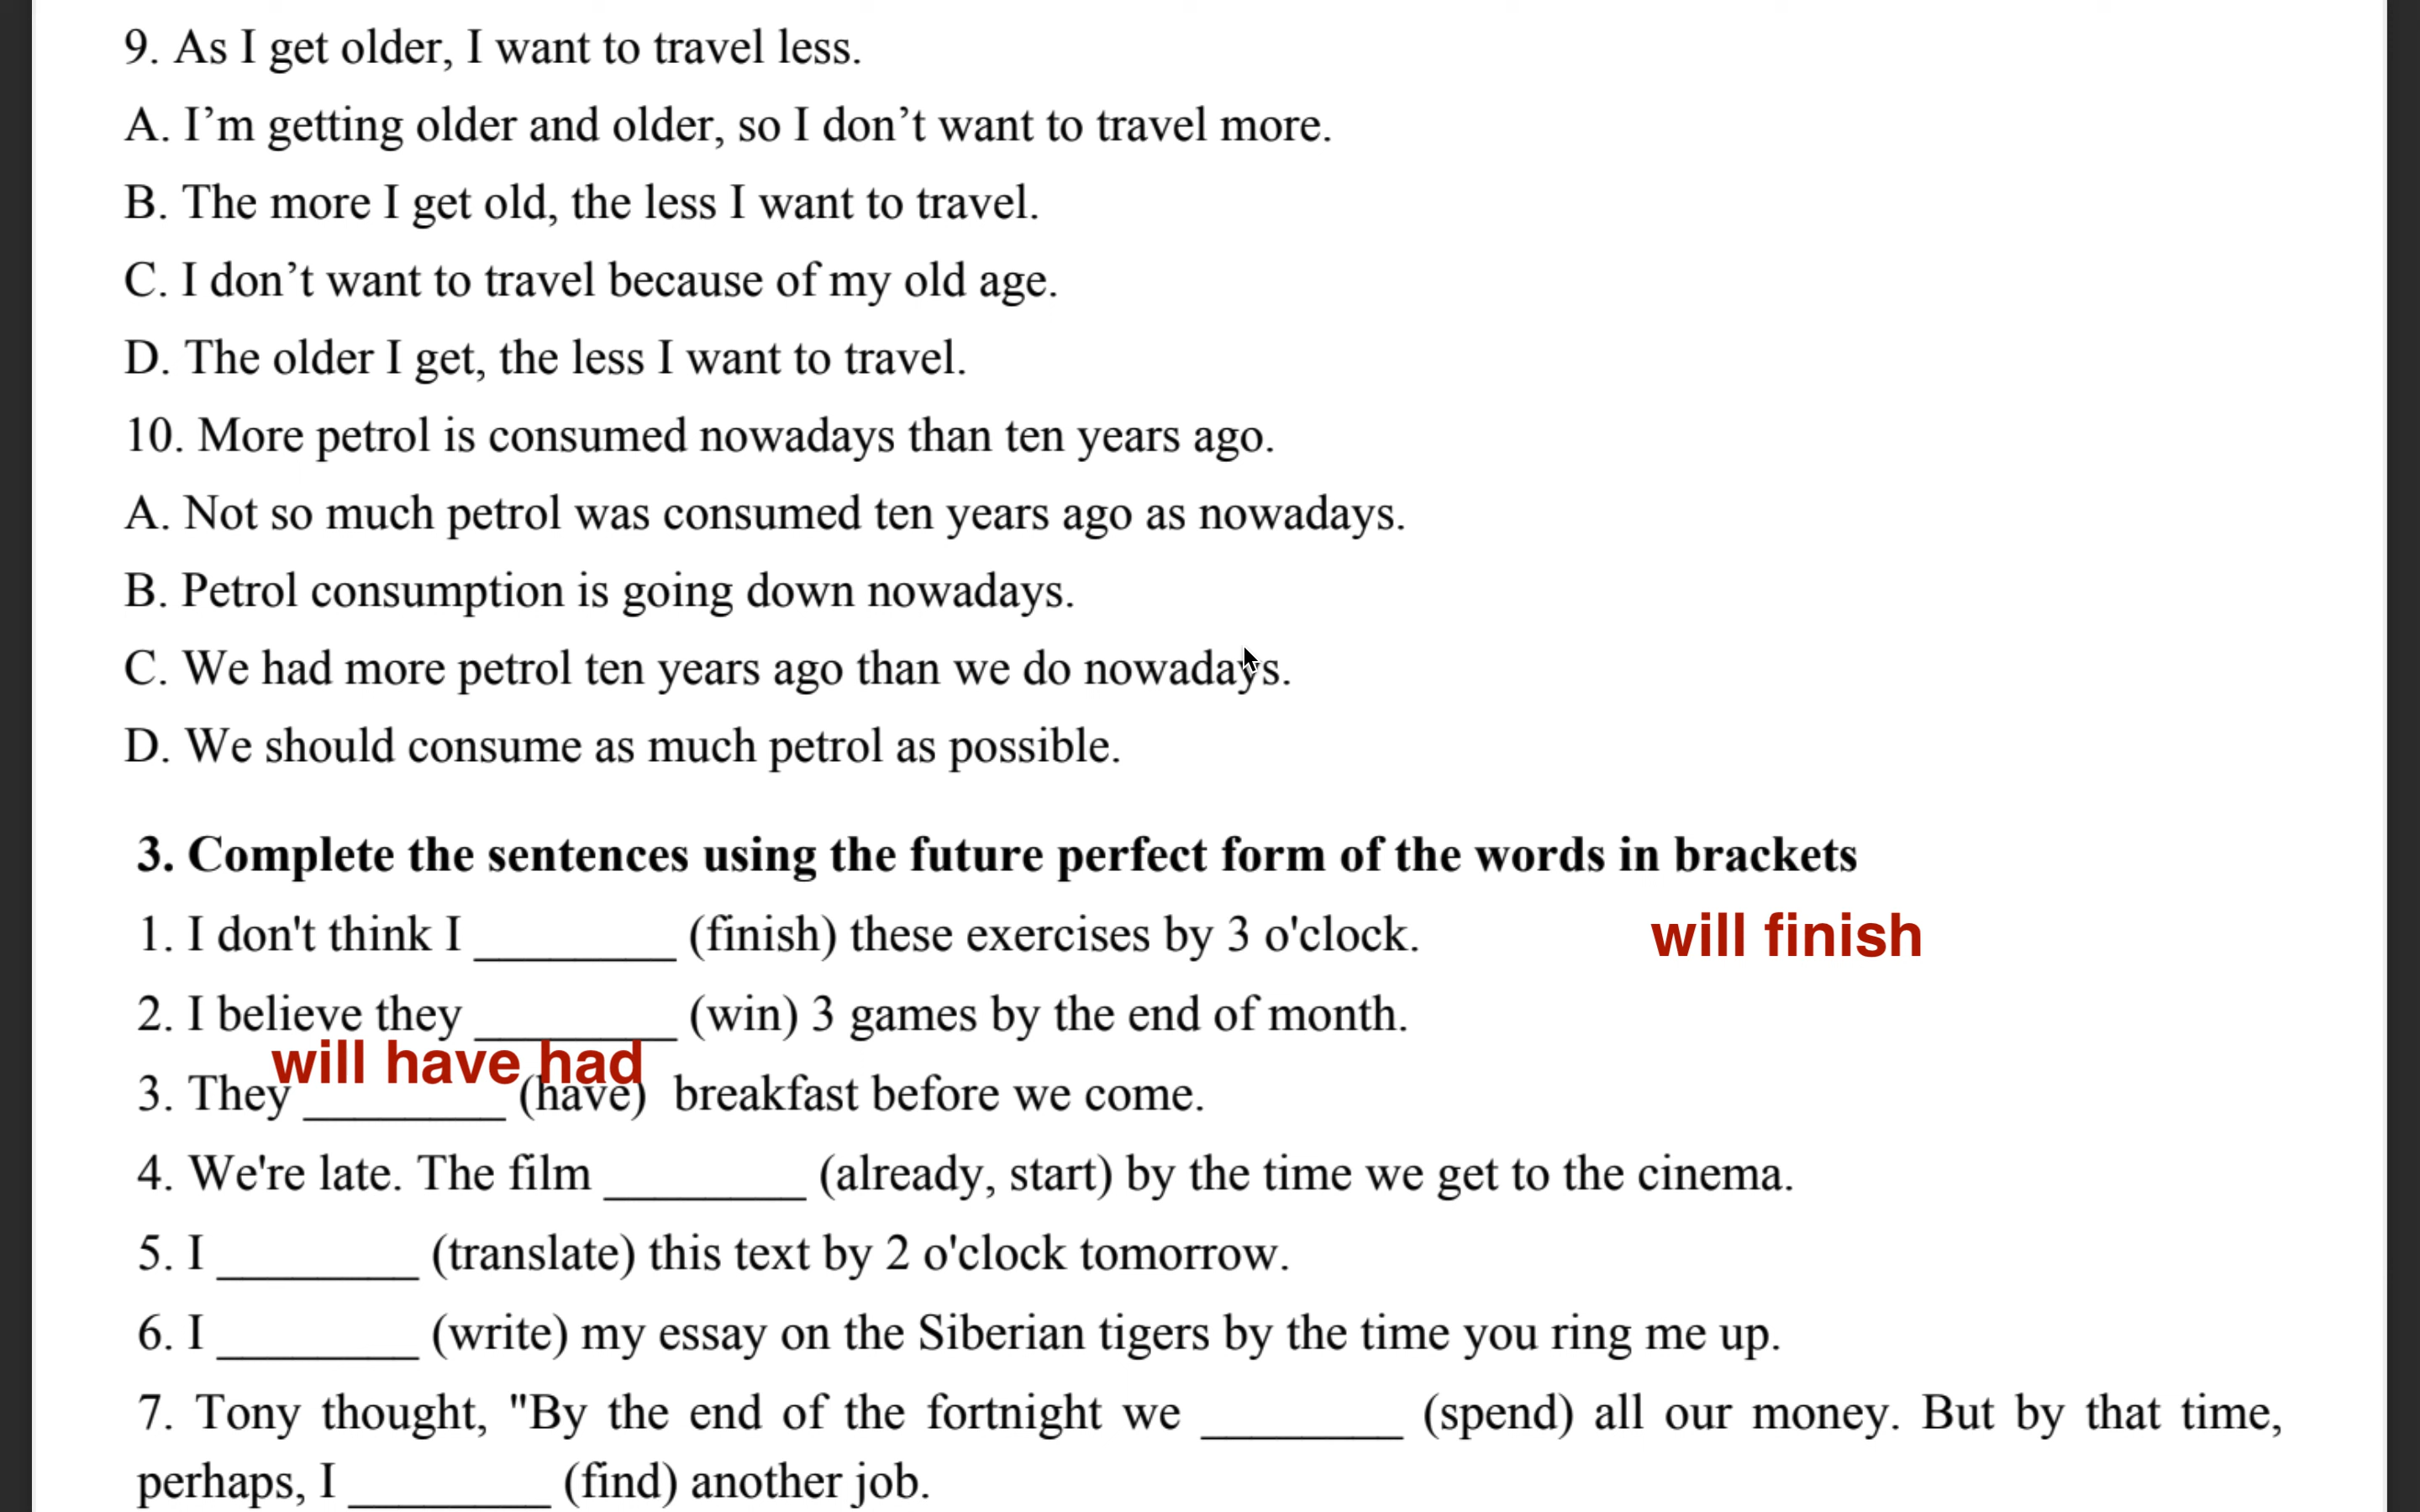 9. As I get older, I want to travel less.
A. I’m getting older and older, so I don’t want to travel more.
B. The more I get old, the less I want to travel.
C. I don’t want to travel because of my old age.
D. The older I get, the less I want to travel.
10. More petrol is consumed nowadays than ten years ago.
A. Not so much petrol was consumed ten years ago as nowadays.
B. Petrol consumption is going down nowadays.
C. We had more petrol ten years ago than we do nowadays.
D. We should consume as much petrol as possible.
3. Complete the sentences using the future perfect form of the words in brackets
1. I don't think I ________ (finish) these exercises by 3 o'clock. will finish
2. I believe they ________ (win) 3 games by the end of month.
will have had
3. They ________ (have) breakfast before we come.
4. We're late. The film ________ (already, start) by the time we get to the cinema.
5. I ________ (translate) this text by 2 o'clock tomorrow.
6. I ________ (write) my essay on the Siberian tigers by the time you ring me up.
7. Tony thought, "By the end of the fortnight we ________ (spend) all our money. But by that time,
perhaps, I ________ (find) another job.